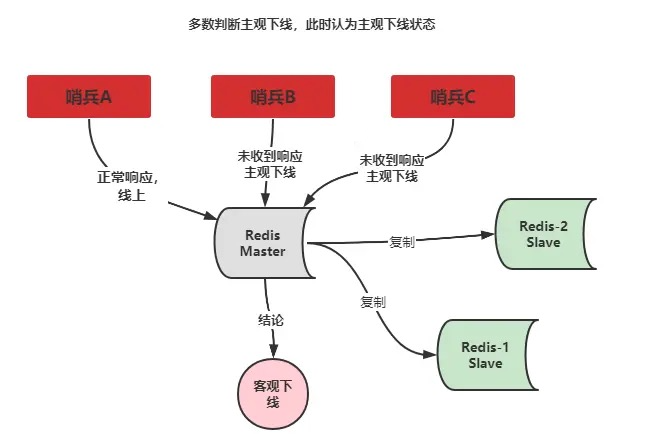 多数判断主观下线，此时认为主观下线状态
哨兵A
哨兵B
哨兵C
正常响应，
线上
未收到响应
主观下线
未收到响应
主观下线
Redis
Master
复制
Redis-2
Slave
复制
Redis-1
Slave
结论
客观下
线